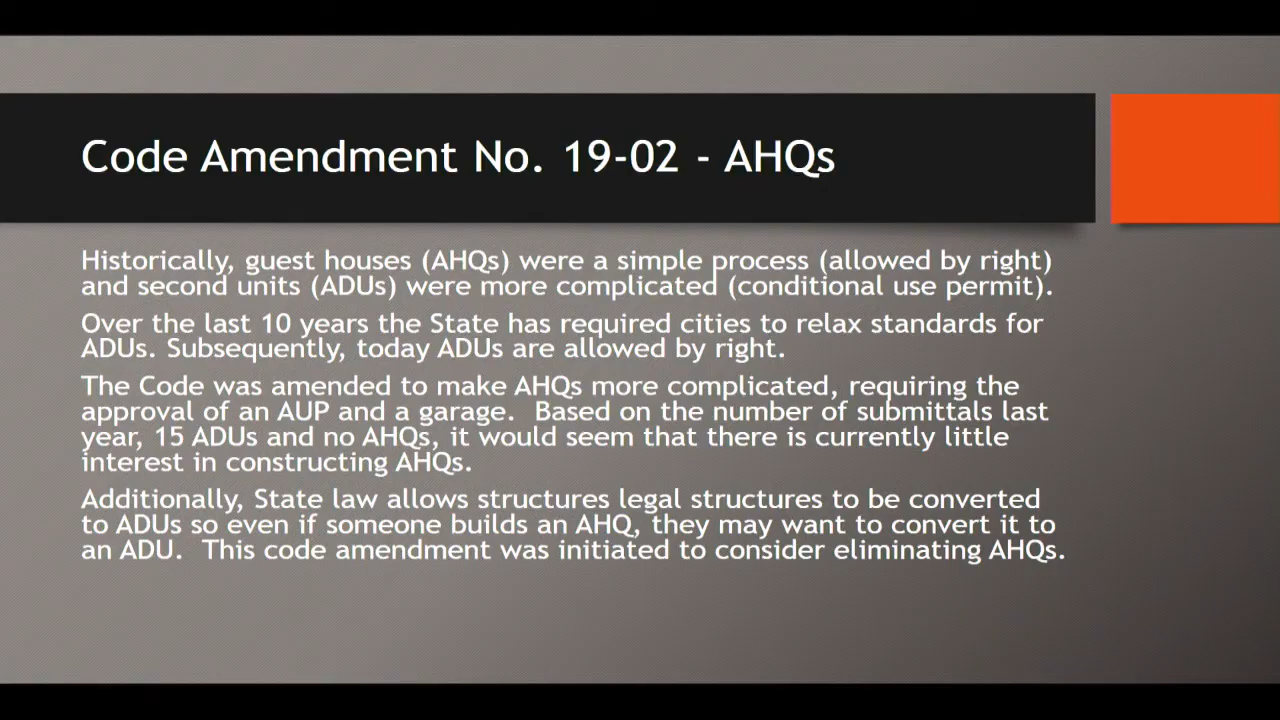 Code Amendment No. 19-02 - AHQs
Historically, guest houses (AHQs) were a simple process (allowed by right)
and second units (ADUs) were more complicated (conditional use permit).
Over the last 10 years the State has required cities to relax standards for
ADUs. Subsequently, today ADUs are allowed by right.
The Code was amended to make AHQs more complicated, requiring the
approval of an AUP and a garage.  Based on the number of submittals last
year, 15 ADUs and no AHQs, it would seem that there is currently little
interest in constructing AHQs.
Additionally, State law allows structures legal structures to be converted
to ADUs so even if someone builds an AHQ, they may want to convert it to
an ADU.  This code amendment was initiated to consider eliminating AHQs.